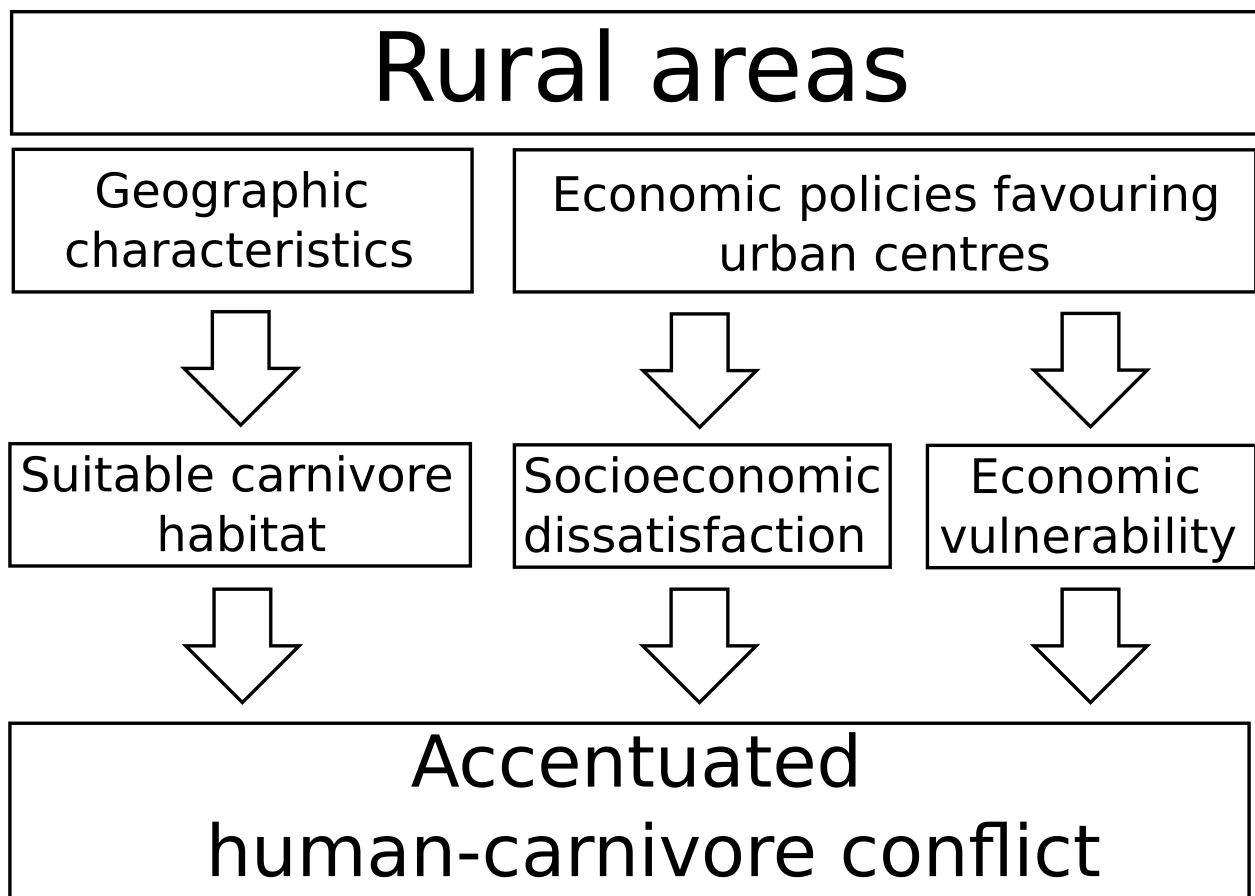 Rural areas
Geographic
characteristics
Economic policies favouring
urban centres
Suitable carnivore
habitat
Socioeconomic
dissatisfaction
Economic
vulnerability
Accentuated
human-carnivore conflict